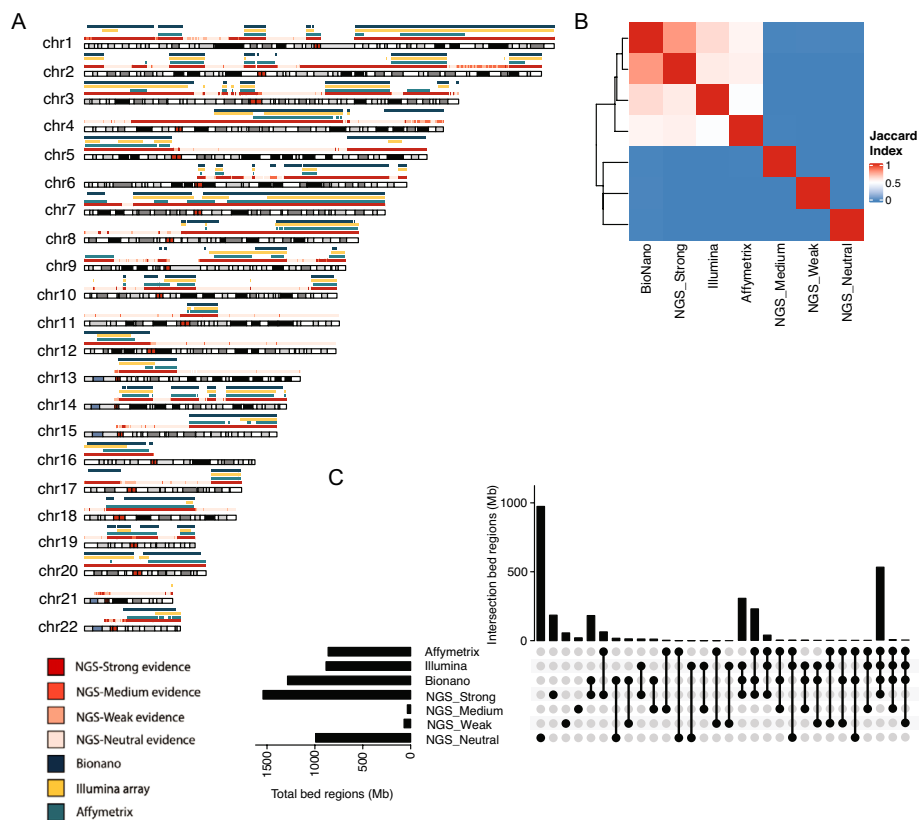 A
chr1
chr2
chr3
chr4
chr5
chr6
chr7
chr8
chr9
chr10
chr11
chr12
chr13
chr14
chr15
chr16
chr17
chr18
chr19
chr20
chr21
chr22
NGS-Strong evidence
NGS-Medium evidence
NGS-Weak evidence
NGS-Neutral evidence
Bionano
Illumina array
Affymetrix
B
Jaccard
Index
1
0.5
0
BioNano
NGS_Strong
Illumina
Affymetrix
NGS_Medium
NGS_Weak
NGS_Neutral
C
Intersection bed regions (Mb)
1000
500
0
Affymetrix
Illumina
Bionano
NGS_Strong
NGS_Medium
NGS_Weak
NGS_Neutral
1500
1000
500
0
Total bed regions (Mb)